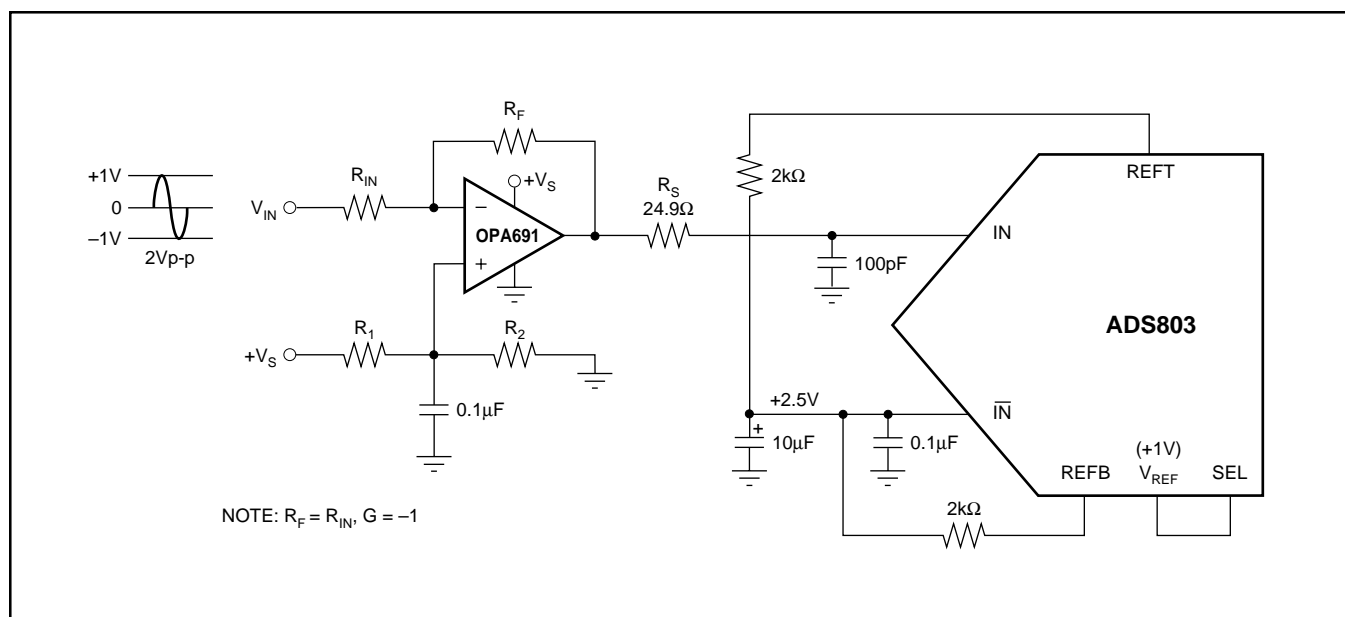 +1V
0
–1V
2Vp-p
V_IN
R_IN
R_F
+V_S
–
OPA691
+
R_S
24.9Ω
2kΩ
REFT
IN
100pF
ADS803
+V_S
R_1
R_2
0.1µF
+2.5V
+
10µF
0.1µF
I̅N̅
REFB
(+1V)
V_REF
SEL
2kΩ
NOTE: R_F = R_IN, G = –1